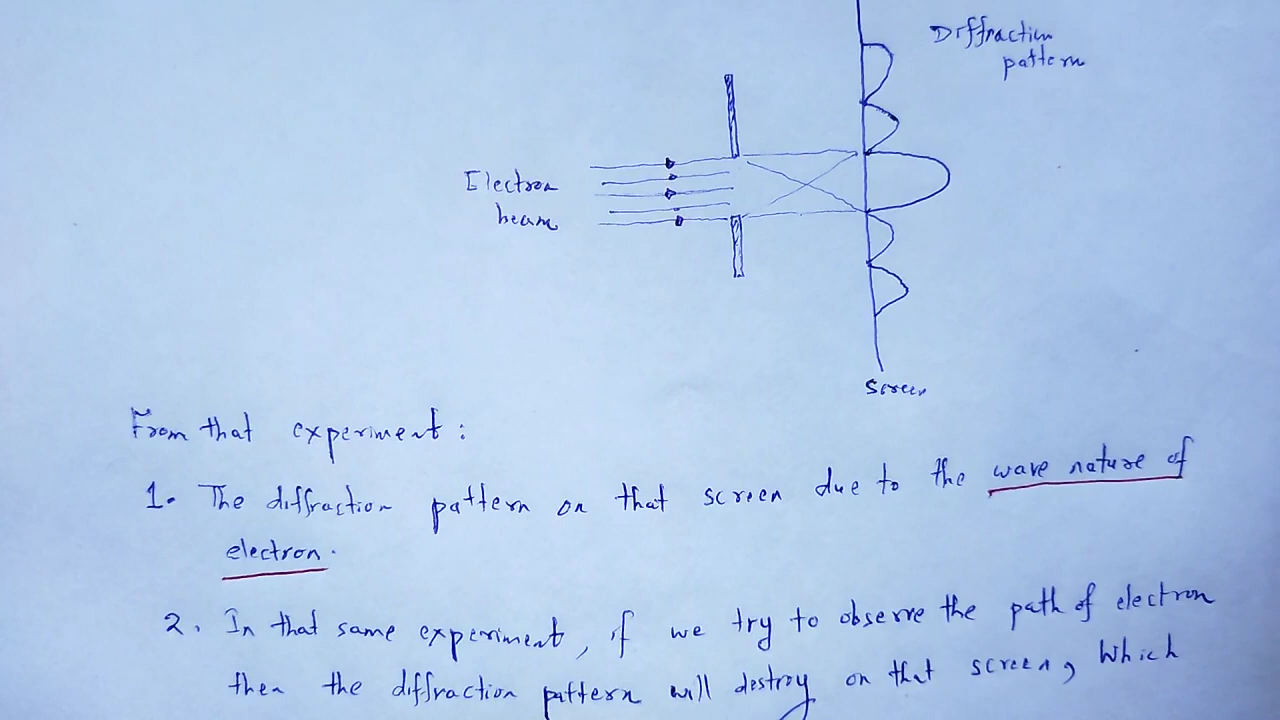 Diffraction
pattern
Electron
beam
Screen
From that experiment:
1. The diffraction pattern on that screen due to the wave nature of
electron.
2. In that same experiment, if we try to observe the path of electron
then the diffraction pattern will destroy on that screen, which